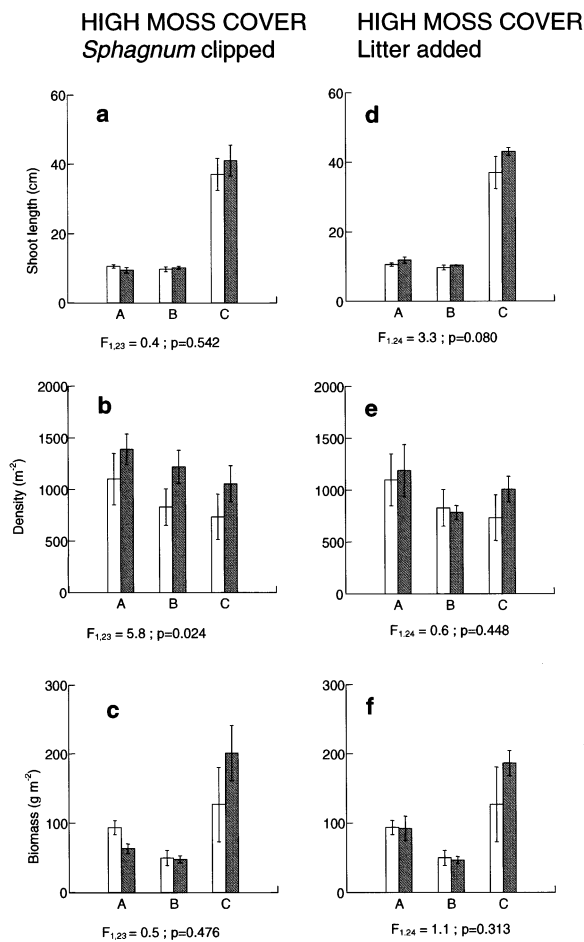 HIGH MOSS COVER
Sphagnum clipped
HIGH MOSS COVER
Litter added
a
Shoot length (cm)
60
40
20
0
A B C
F1,23 = 0.4 ; p=0.542
d
60
40
20
0
A B C
F1.24 = 3.3 ; p=0.080
b
Density (m-2)
2000
1500
1000
500
0
A B C
F1,23 = 5.8 ; p=0.024
e
2000
1500
1000
500
0
A B C
F1.24 = 0.6 ; p=0.448
c
Biomass (g m-2)
300
200
100
0
A B C
F1,23 = 0.5 ; p=0.476
f
300
200
100
0
A B C
F1.24 = 1.1 ; p=0.313